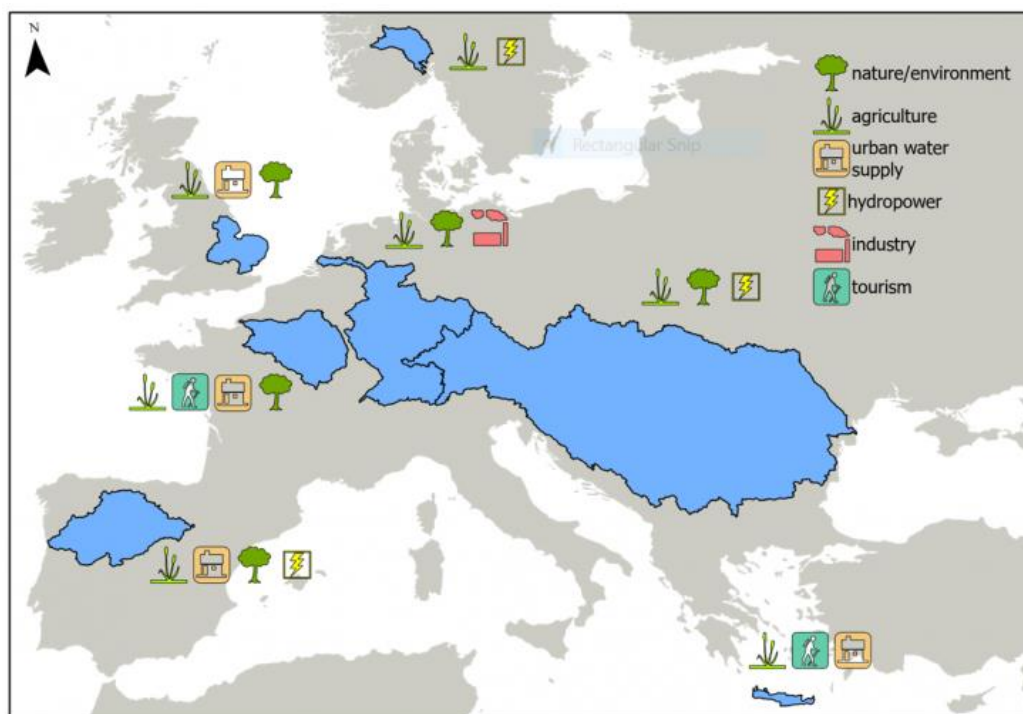 N
Rectangular Snip
nature/environment
agriculture
urban water
supply
hydropower
industry
tourism